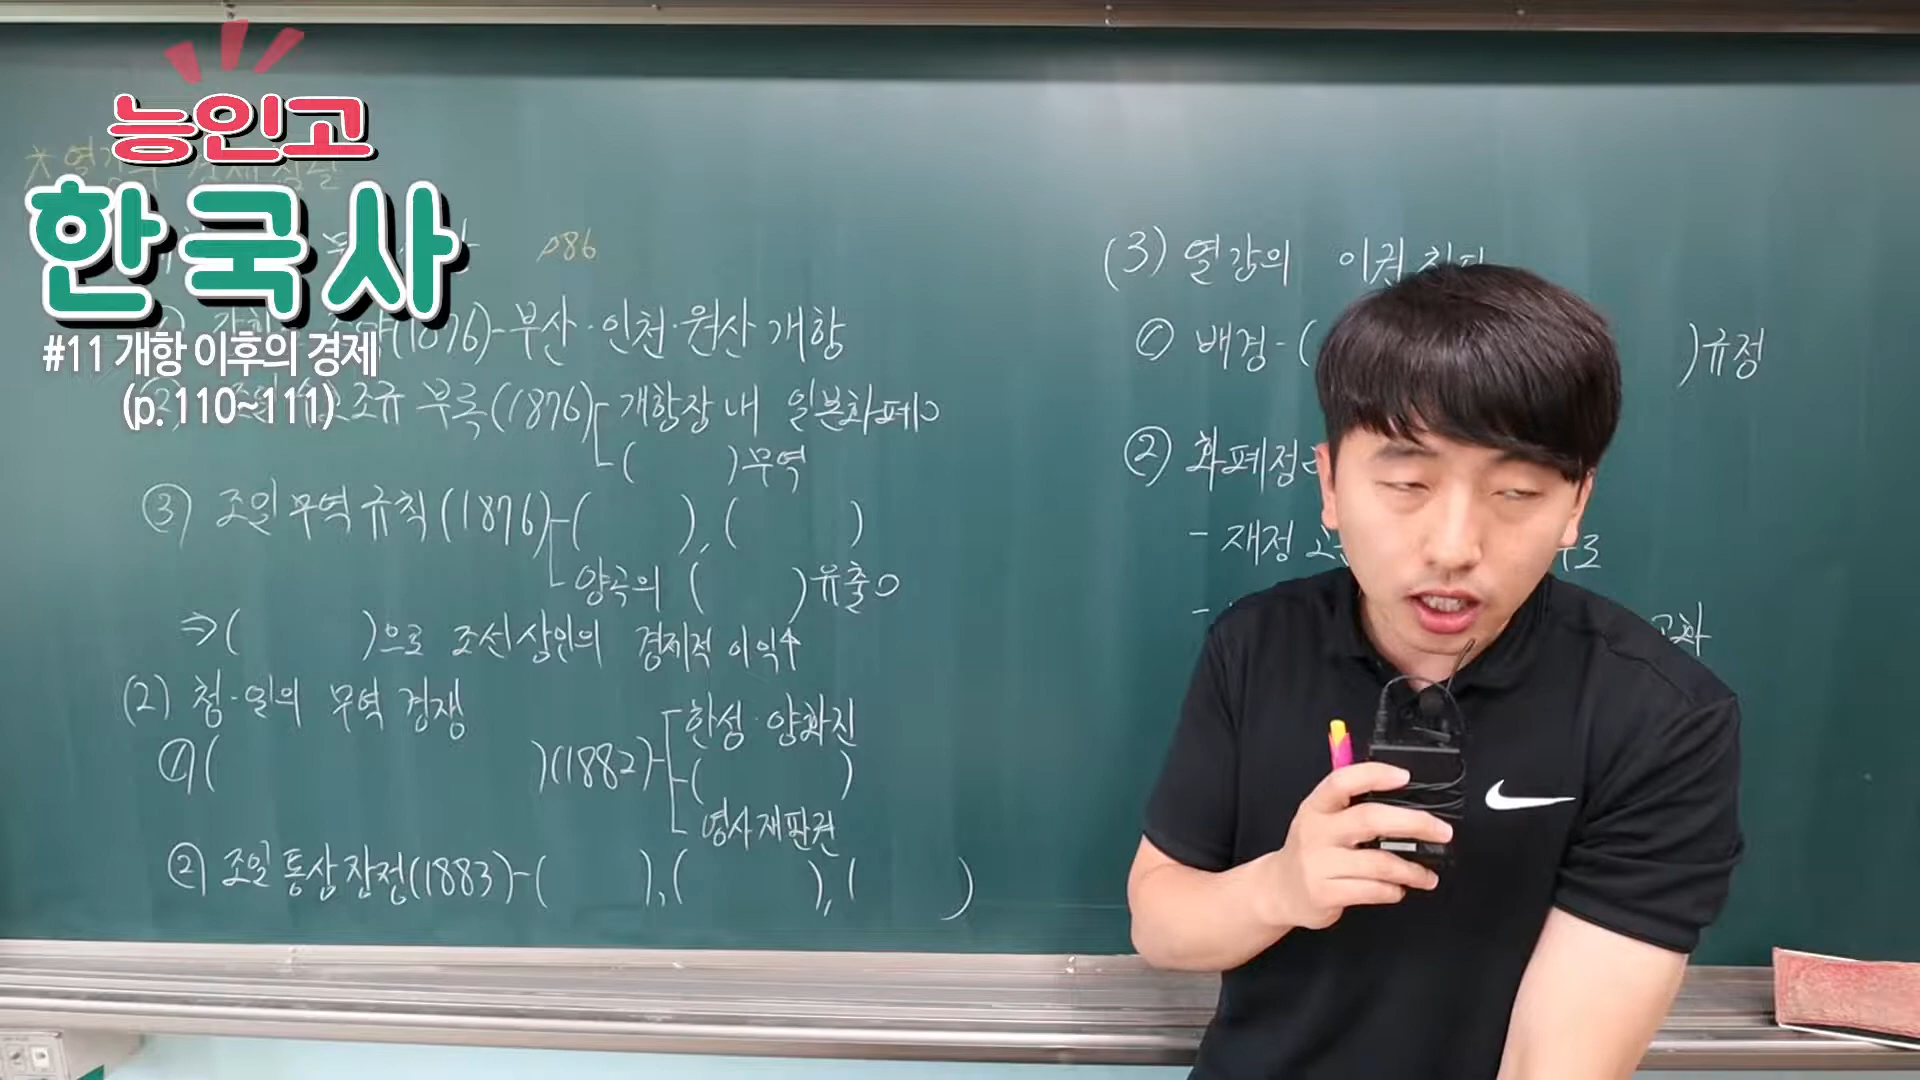 능인고
한국사
#11 개항 이후의 경제
(p. 110~111)
p86
(1876)-부산·인천·원산 개항
조규 부록(1876) 개항장 내 일본화폐○
( )무역
③ 조일 무역 규칙(1876)-( ), ( )
양곡의 ( )유출○
⇒( )으로 조선상인의 경제적 이익↑
(2) 청·일의 무역 경쟁
①( )(1882)-한성·양화진
-( )
영사재판권
② 조일통상장정(1883)-( ), ( ), ( )
(3) 열강의 이권
① 배경-( )규정
② 화폐정
- 재정